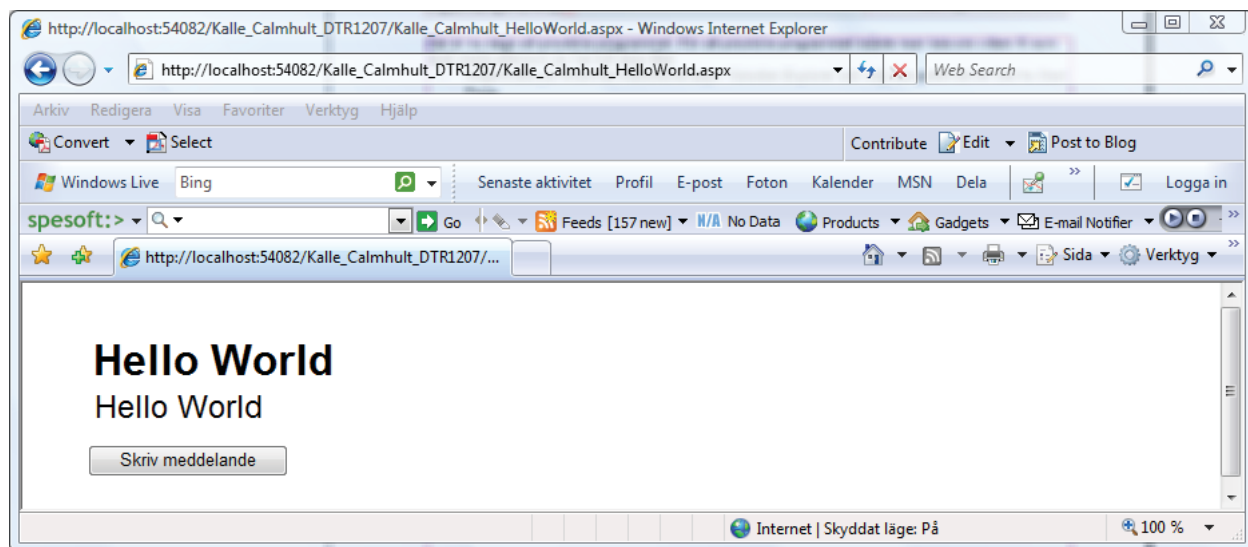 http://localhost:54082/Kalle_Calmhult_DTR1207/Kalle_Calmhult_HelloWorld.aspx - Windows Internet Explorer
http://localhost:54082/Kalle_Calmhult_DTR1207/Kalle_Calmhult_HelloWorld.aspx Web Search
Arkiv Redigera Visa Favoriter Verktyg Hjälp
Convert Select Contribute Edit Post to Blog
Windows Live Bing Senaste aktivitet Profil E-post Foton Kalender MSN Dela » Logga in
spesoft:> Go Feeds [157 new] N/A No Data Products Gadgets E-mail Notifier »
http://localhost:54082/Kalle_Calmhult_DTR1207/... Sida Verktyg »
Hello World
Hello World
Skriv meddelande
Internet | Skyddat läge: På 100 %